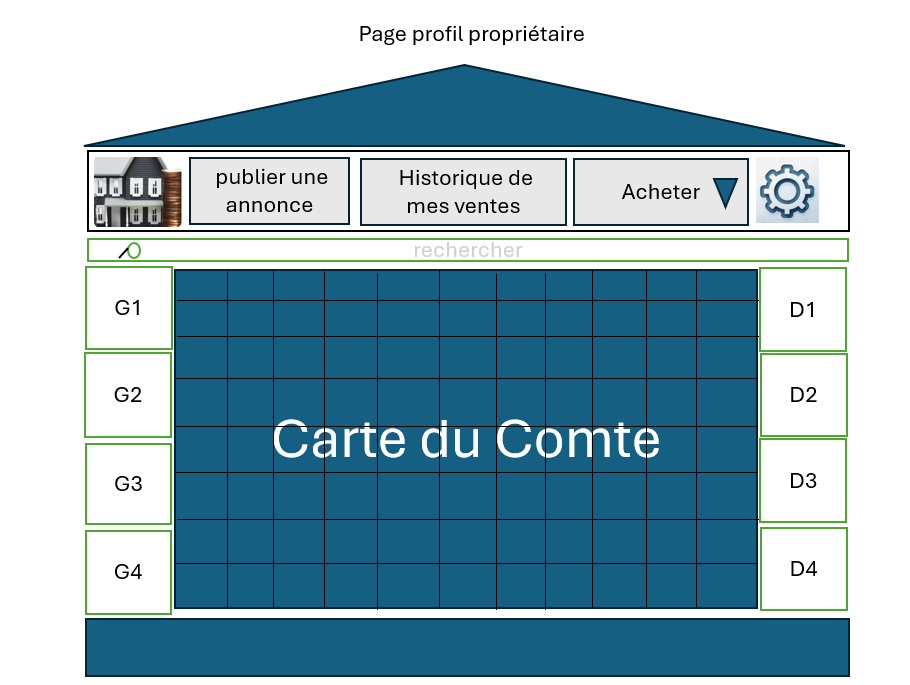 Page profil propriétaire
publier une
annonce
Historique de
mes ventes
Acheter
rechercher
G1
D1
G2
D2
Carte du Comte
G3
D3
G4
D4